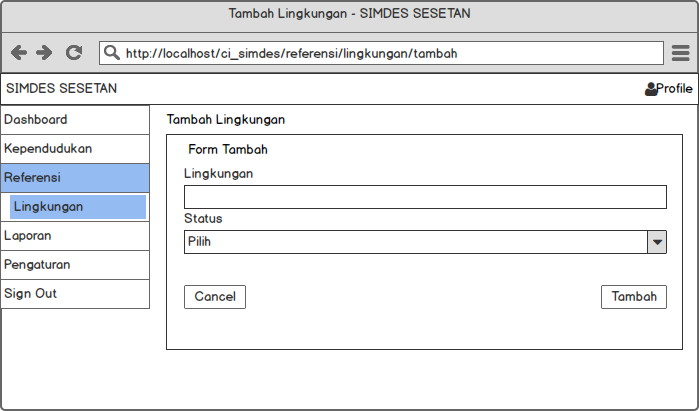 Tambah Lingkungan - SIMDES SESETAN
http://localhost/ci_simdes/referensi/lingkungan/tambah
SIMDES SESETAN
Profile
Dashboard
Kependudukan
Referensi
Lingkungan
Laporan
Pengaturan
Sign Out
Tambah Lingkungan
Form Tambah
Lingkungan
Status
Pilih
Cancel
Tambah